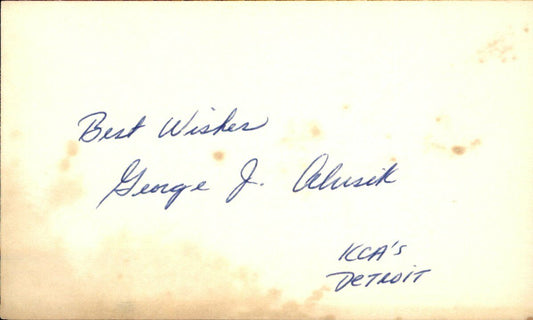 Best Wishes
George J. Alusik
KCA's
DETROIT